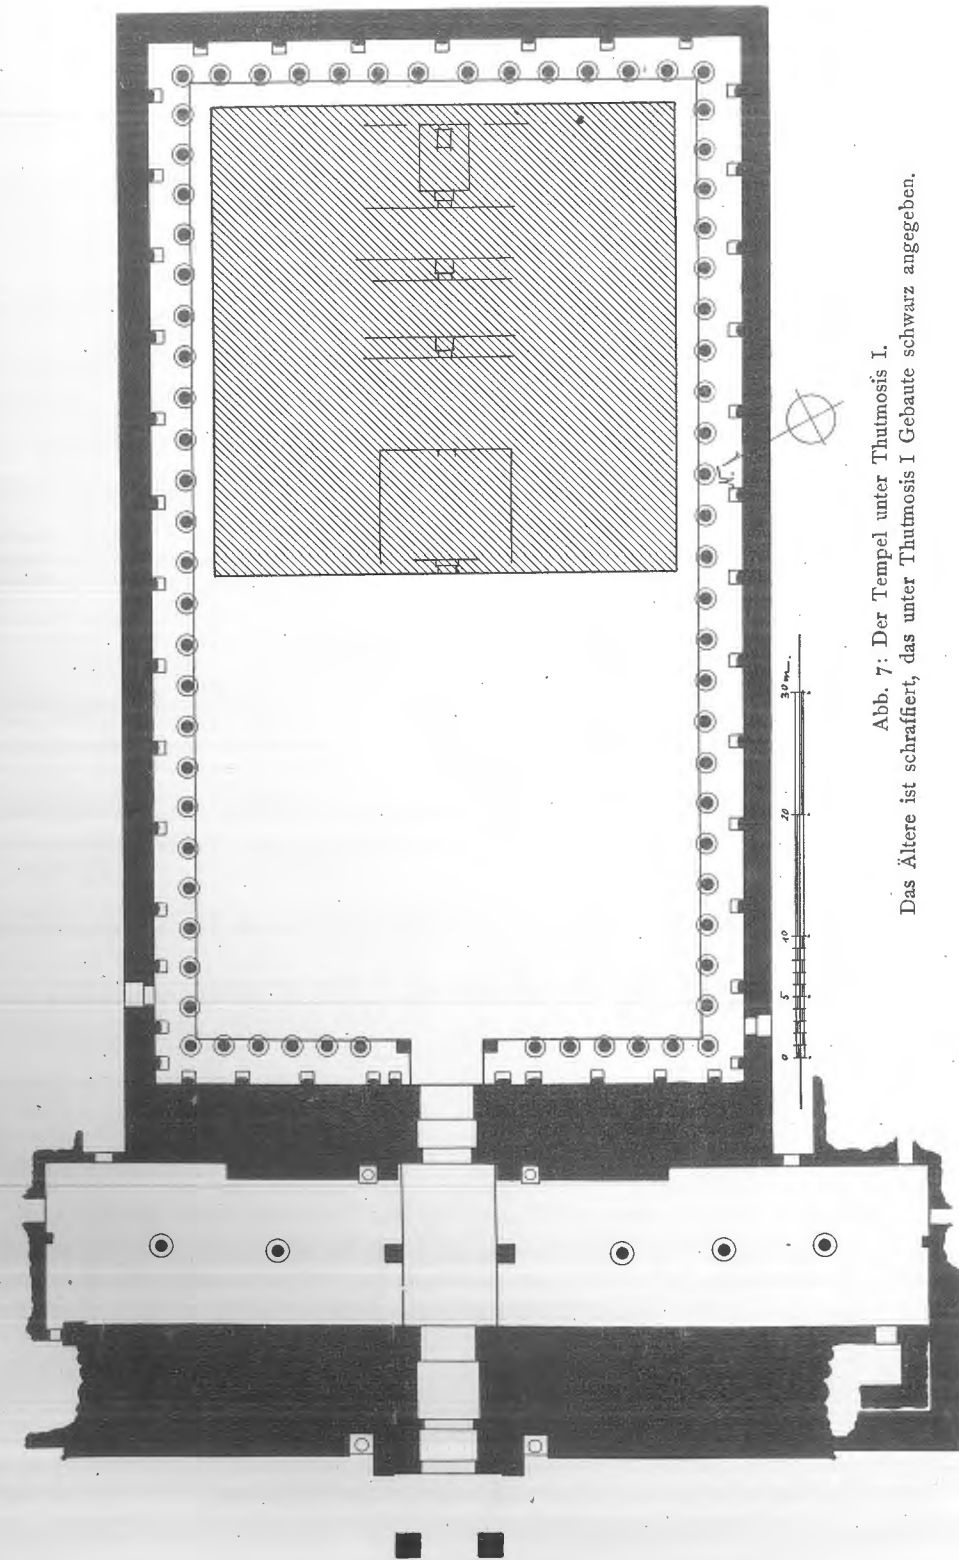 Abb. 7: Der Tempel unter Thutmosis I.
Das Ältere ist schraffiert, das unter Thutmosis I Gebaute schwarz angegeben.
N.
0 5 10 20 30 m.